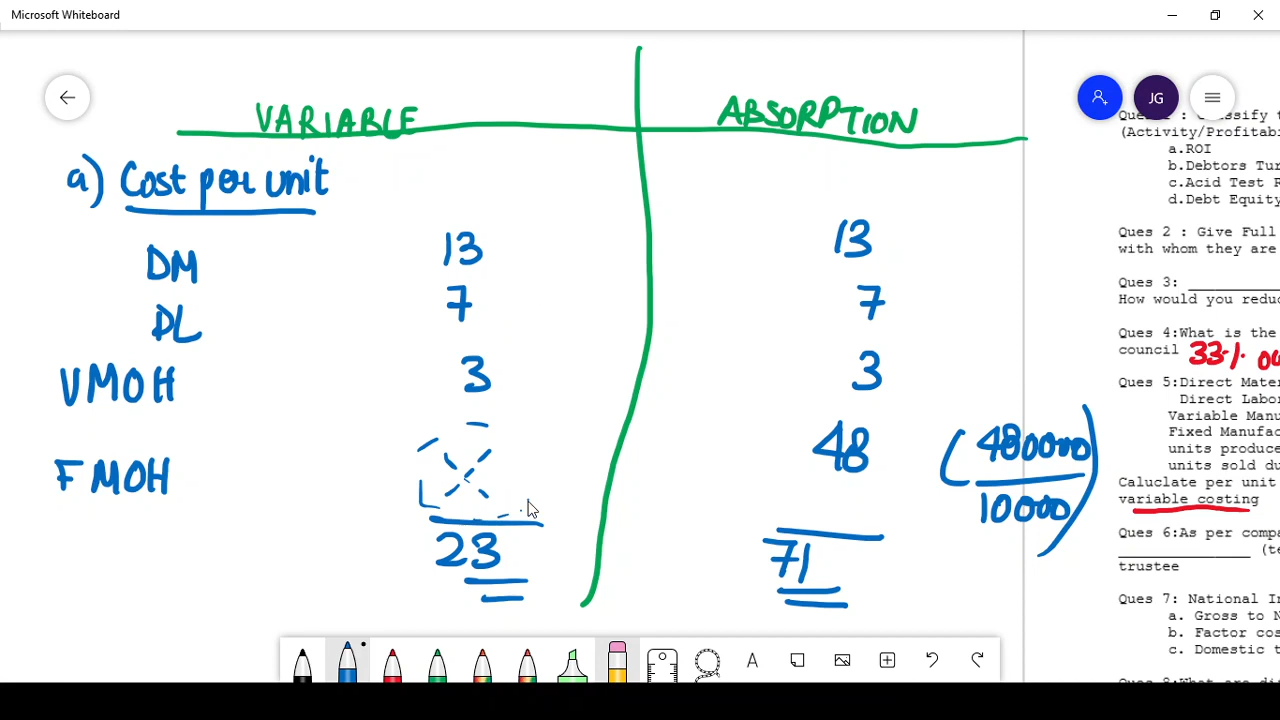 Microsoft Whiteboard
VARIABLE
ABSORPTION
a) Cost per unit
DM 13 13
DL 7 7
VMOH 3 3
FMOH 48 (480000
10000)
23 71
JG
(Activity/Profitabi
a.ROI
b.Debtors Tur
c.Acid Test R
d.Debt Equity
Ques 2 : Give Full
with whom they are
Ques 3: ____________
How would you redu
Ques 4:What is the
council 33%
Ques 5:Direct Mater
Direct Labor
Variable Manu
Fixed Manufac
units produce
units sold du
Caluclate per unit
variable costing
Ques 6:As per compa
_______________ (te
trustee
Ques 7: National In
a. Gross to N
b. Factor cos
c. Domestic t
A